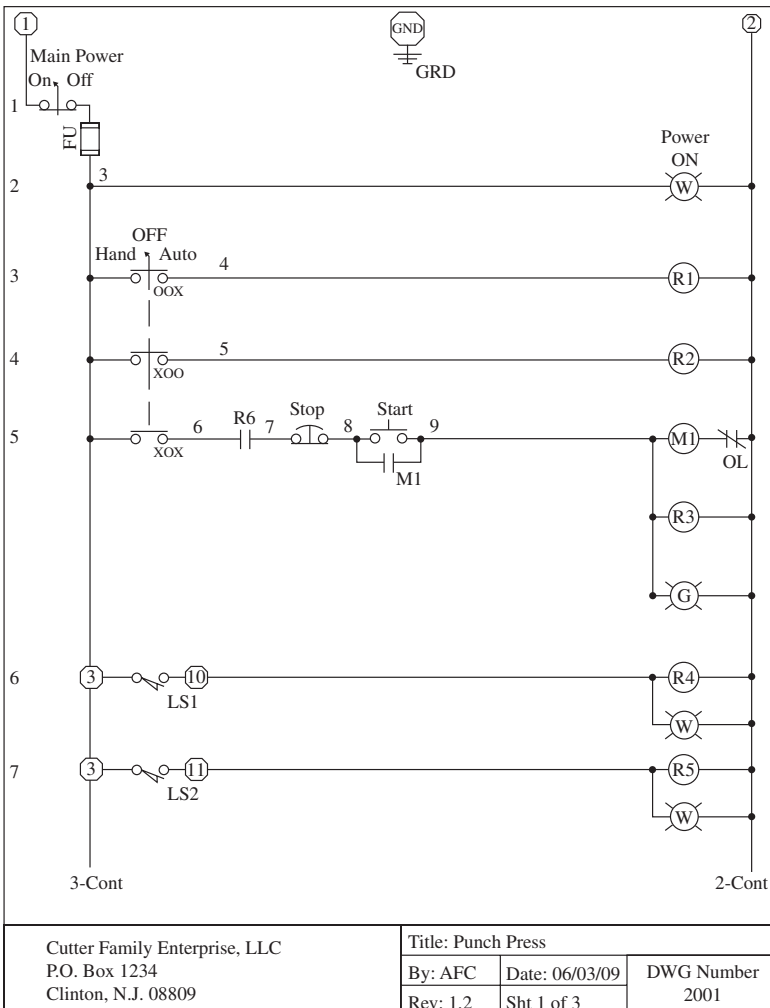 1
GND
2
Main Power
On Off
GRD
1
FU
Power
ON
3
2
W
OFF
Hand Auto
4
3
R1
OOX
5
4
R2
XOO
Stop Start
6 R6 7 8 9
5
M1
XOX
M1
OL
R3
G
6
3
10
R4
LS1
W
7
3
11
R5
LS2
W
3-Cont
2-Cont
Cutter Family Enterprise, LLC
P.O. Box 1234
Clinton, N.J. 08809
Title: Punch Press
By: AFC
Date: 06/03/09
DWG Number
2001
Rev: 1.2
Sht 1 of 3